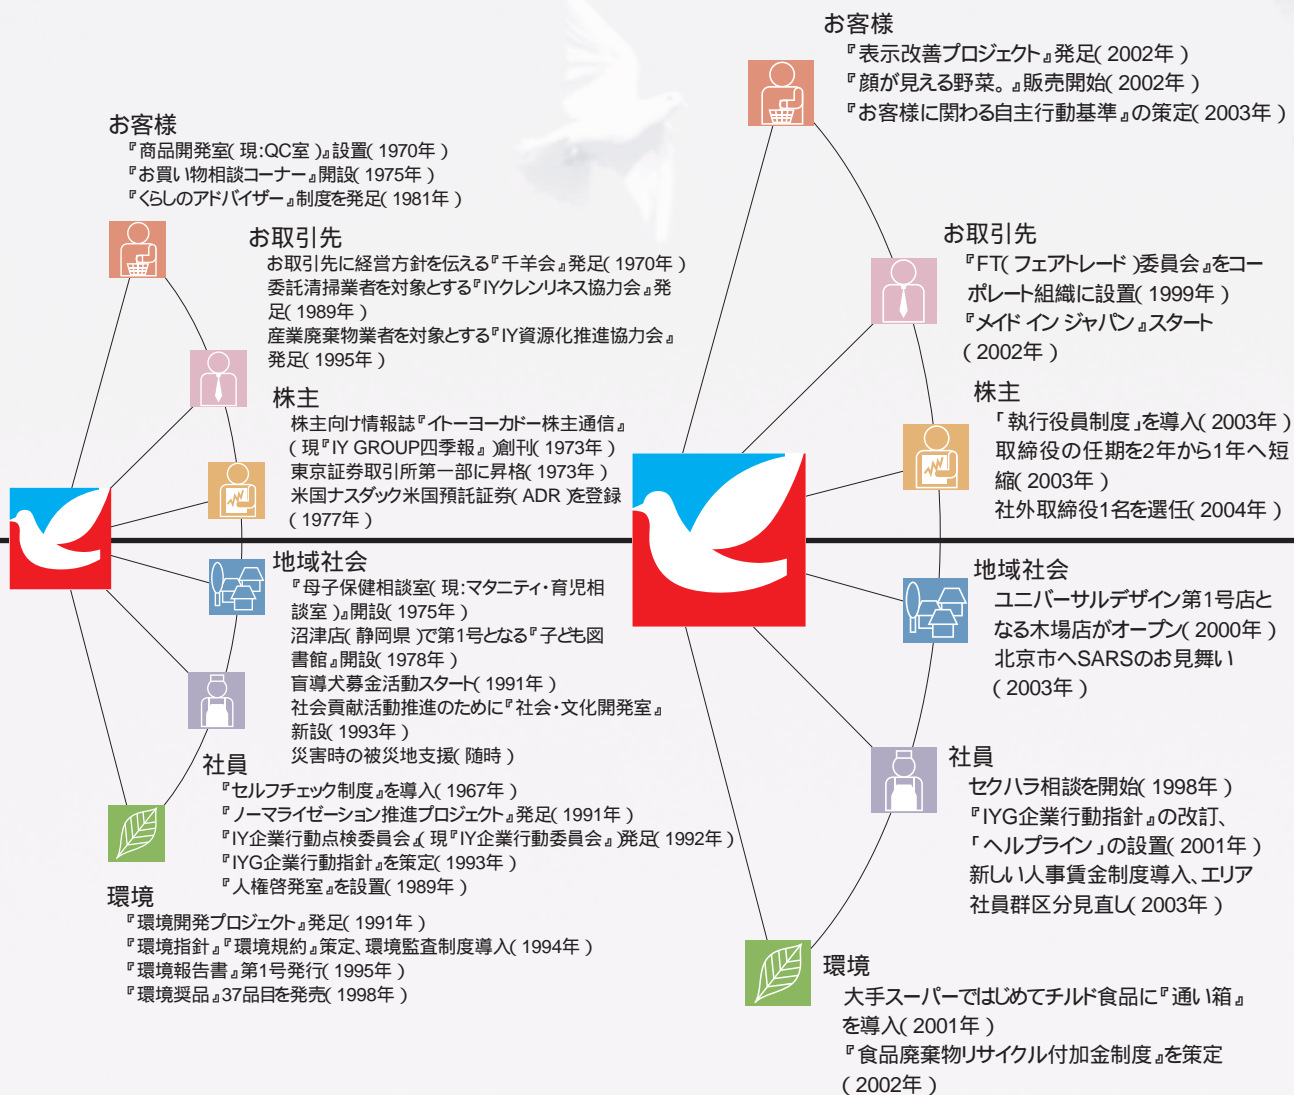 お客様
『商品開発室(現:QC室)』設置(1970年)
『お買い物相談コーナー』開設(1975年)
『くらしのアドバイザー』制度を発足(1981年)
お取引先
お取引先に経営方針を伝える『千羊会』発足(1970年)
委託清掃業者を対象とする『IYクレンリネス協力会』発
足(1989年)
産業廃棄物業者を対象とする『IY資源化推進協力会』
発足(1995年)
株主
株主向け情報誌『イトーヨーカドー株主通信』
(現『IY GROUP四季報』)創刊(1973年)
東京証券取引所第一部に昇格(1973年)
米国ナスダック米国預託証券(ADR)を登録
(1977年)
地域社会
『母子保健相談室(現:マタニティ・育児相
談室)』開設(1975年)
沼津店(静岡県)で第1号となる『子ども図
書館』開設(1978年)
盲導犬募金活動スタート(1991年)
社会貢献活動推進のために『社会・文化開発室』
新設(1993年)
災害時の被災地支援(随時)
社員
『セルフチェック制度』を導入(1967年)
『ノーマライゼーション推進プロジェクト』発足(1991年)
『IY企業行動点検委員会』(現『IY企業行動委員会』)発足(1992年)
『IYG企業行動指針』を策定(1993年)
『人権啓発室』を設置(1989年)
環境
『環境開発プロジェクト』発足(1991年)
『環境指針』『環境規約』策定、環境監査制度導入(1994年)
『環境報告書』第1号発行(1995年)
『環境奨品』37品目を発売(1998年)
お客様
『表示改善プロジェクト』発足(2002年)
『顔が見える野菜。』販売開始(2002年)
『お客様に関わる自主行動基準』の策定(2003年)
お取引先
『FT(フェアトレード)委員会』をコー
ポレート組織に設置(1999年)
『メイド イン ジャパン』スタート
(2002年)
株主
「執行役員制度」を導入(2003年)
取締役の任期を2年から1年へ短
縮(2003年)
社外取締役1名を選任(2004年)
地域社会
ユニバーサルデザイン第1号店と
なる木場店がオープン(2000年)
北京市へSARSのお見舞い
(2003年)
社員
セクハラ相談を開始(1998年)
『IYG企業行動指針』の改訂、
「ヘルプライン」の設置(2001年)
新しい人事賃金制度導入、エリア
社員群区分見直し(2003年)
環境
大手スーパーではじめてチルド食品に『通い箱』
を導入(2001年)
『食品廃棄物リサイクル付加金制度』を策定
(2002年)